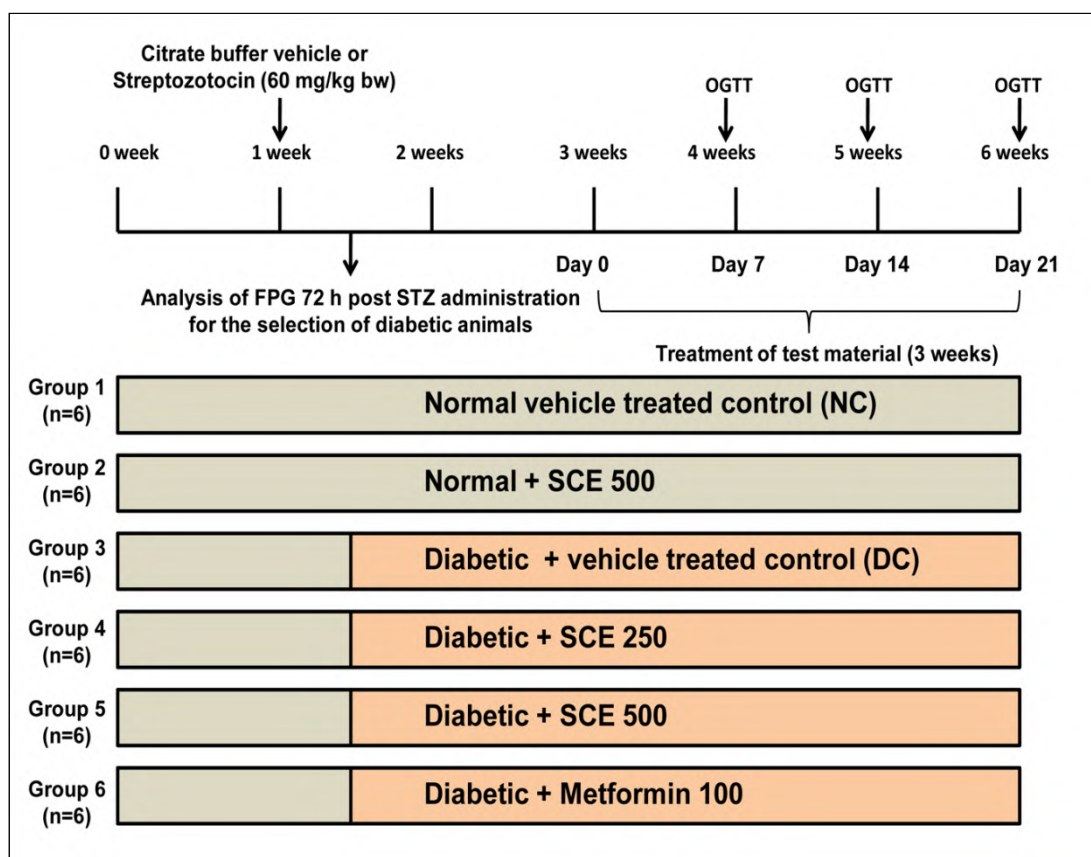 Citrate buffer vehicle or
Streptozotocin (60 mg/kg bw)
OGTT OGTT OGTT
0 week 1 week 2 weeks 3 weeks 4 weeks 5 weeks 6 weeks
Day 0 Day 7 Day 14 Day 21
Analysis of FPG 72 h post STZ administration
for the selection of diabetic animals
Treatment of test material (3 weeks)
Group 1
(n=6)
Normal vehicle treated control (NC)
Group 2
(n=6)
Normal + SCE 500
Group 3
(n=6)
Diabetic + vehicle treated control (DC)
Group 4
(n=6)
Diabetic + SCE 250
Group 5
(n=6)
Diabetic + SCE 500
Group 6
(n=6)
Diabetic + Metformin 100